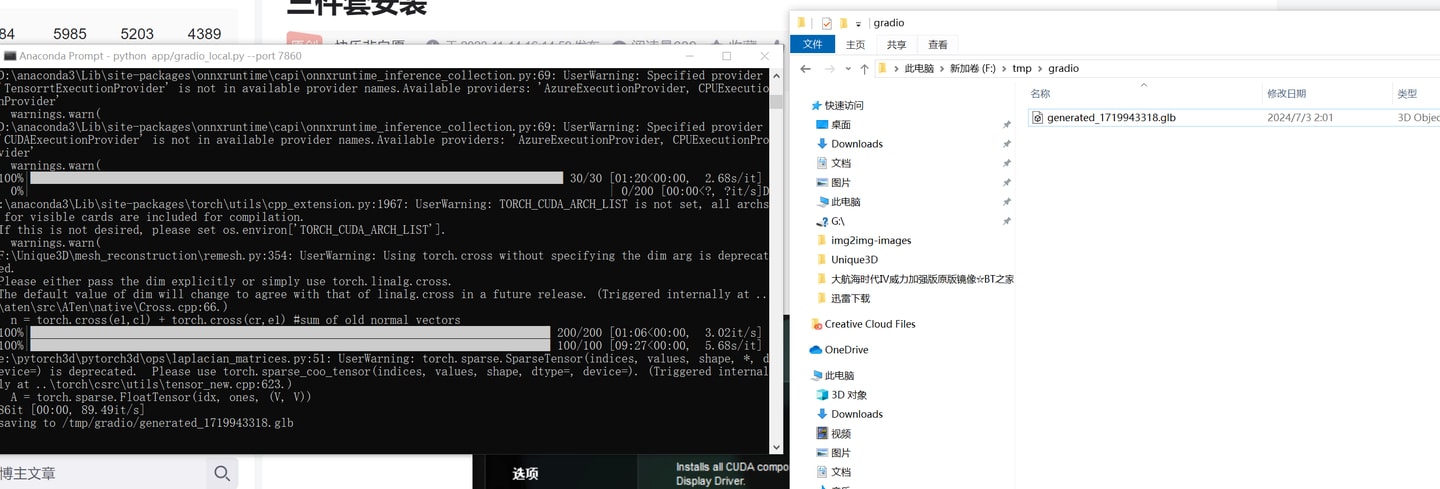 三件套安装
84 5985 5203 4389
Anaconda Prompt - python app/gradio_local.py --port 7860
D:\anaconda3\Lib\site-packages\onnxruntime\capi\onnxruntime_inference_collection.py:69: UserWarning: Specified provider
'TensorrtExecutionProvider' is not in available provider names.Available providers: 'AzureExecutionProvider, CPUExecutio
nProvider'
warnings.warn(
D:\anaconda3\Lib\site-packages\onnxruntime\capi\onnxruntime_inference_collection.py:69: UserWarning: Specified provider
'CUDAExecutionProvider' is not in available provider names.Available providers: 'AzureExecutionProvider, CPUExecutionPro
vider'
warnings.warn(
100% 30/30 [01:20<00:00, 2.68s/it]
0% 0/200 [00:00<?, ?it/s]D
:\anaconda3\Lib\site-packages\torch\utils\cpp_extension.py:1967: UserWarning: TORCH_CUDA_ARCH_LIST is not set, all archs
for visible cards are included for compilation.
If this is not desired, please set os.environ['TORCH_CUDA_ARCH_LIST'].
warnings.warn(
F:\Unique3D\mesh_reconstruction\remesh.py:354: UserWarning: Using torch.cross without specifying the dim arg is deprecat
ed.
Please either pass the dim explicitly or simply use torch.linalg.cross.
The default value of dim will change to agree with that of linalg.cross in a future release. (Triggered internally at ..
\aten\src\ATen\native\Cross.cpp:66.)
n = torch.cross(e1,cl) + torch.cross(cr,e1) #sum of old normal vectors
100% 200/200 [01:06<00:00, 3.02it/s]
100% 100/100 [09:27<00:00, 5.68s/it]
e:\pytorch3d\pytorch3d\ops\laplacian_matrices.py:51: UserWarning: torch.sparse.SparseTensor(indices, values, shape, *, d
evice=) is deprecated. Please use torch.sparse_coo_tensor(indices, values, shape, dtype=, device=). (Triggered internal
ly at ..\torch\csrc\utils\tensor_new.cpp:623.)
A = torch.sparse.FloatTensor(idx, ones, (V, V))
86it [00:00, 89.49it/s]
saving to /tmp/gradio/generated_1719943318.glb
博主文章
选项
Installs all CUDA compo
Display Driver.
gradio
文件 主页 共享 查看
此电脑 新加卷 (F:) tmp gradio
名称 修改日期 类型
generated_1719943318.glb 2024/7/3 2:01 3D Objec
快速访问
桌面
Downloads
文档
图片
此电脑
G:\
img2img-images
Unique3D
大航海时代IV威力加强版原版镜像☆BT之家
迅雷下载
Creative Cloud Files
OneDrive
此电脑
3D 对象
Downloads
视频
图片
文档